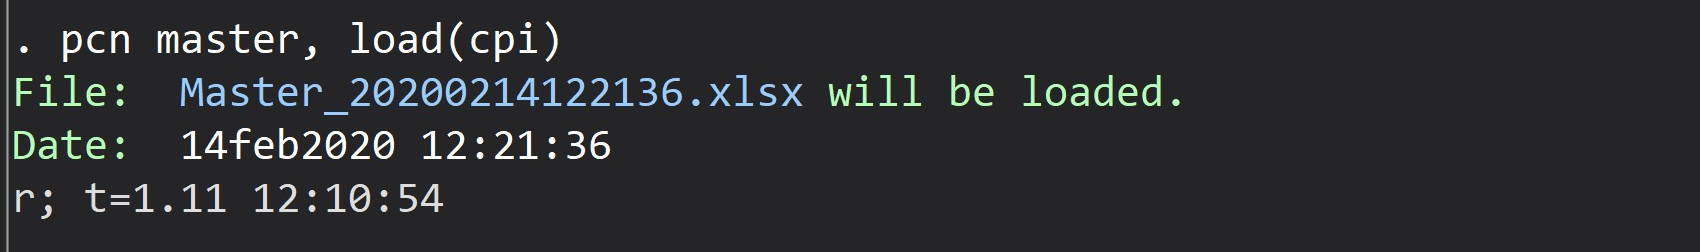 . pcn master, load(cpi)
File:  Master_20200214122136.xlsx will be loaded.
Date:  14feb2020 12:21:36
r; t=1.11 12:10:54